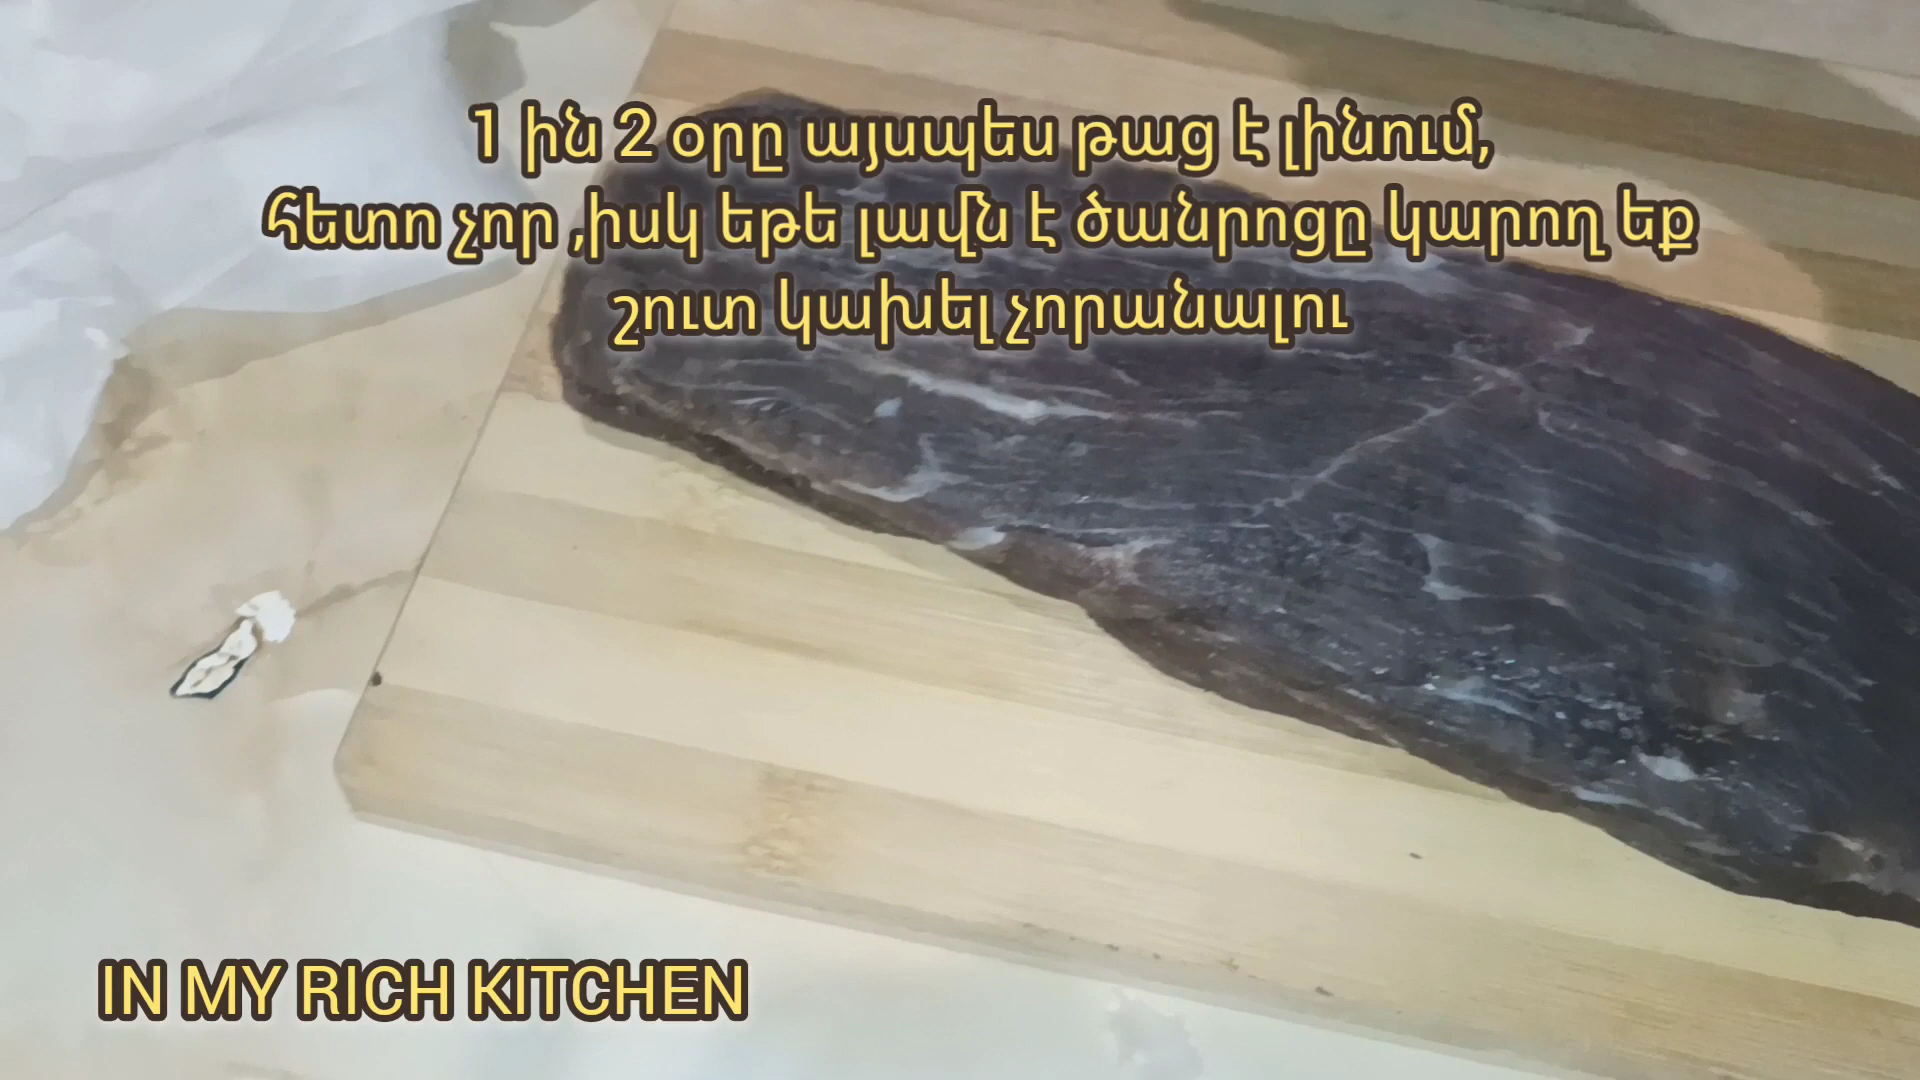 1 ին 2 օրը այսպես թաց է լինում,
հետո չոր ,իսկ եթե լավն է ծանրոցը կարող եք
շուտ կախել չորանալու
IN MY RICH KITCHEN